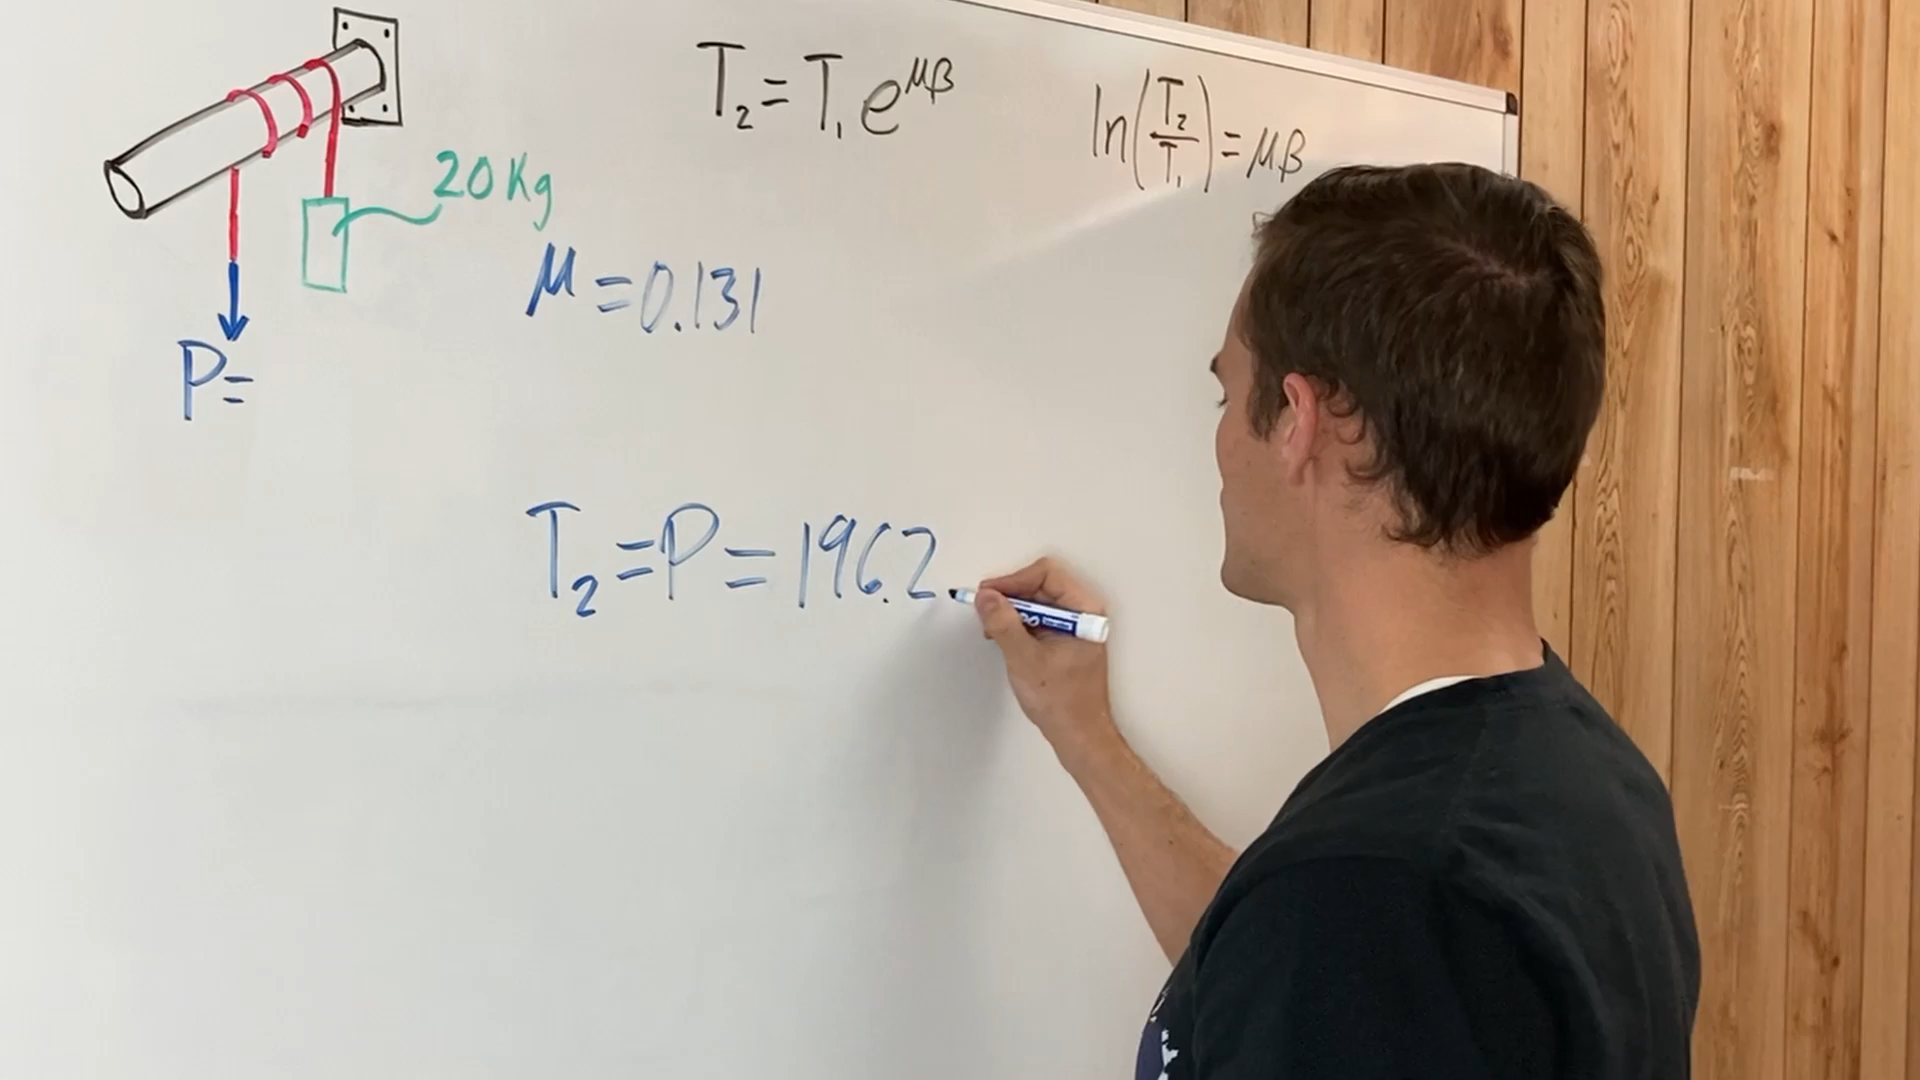 T₂ = T₁ e^μβ
ln(T₂/T₁) = μβ
20 Kg
μ = 0.131
P =
T₂ = P = 196.2